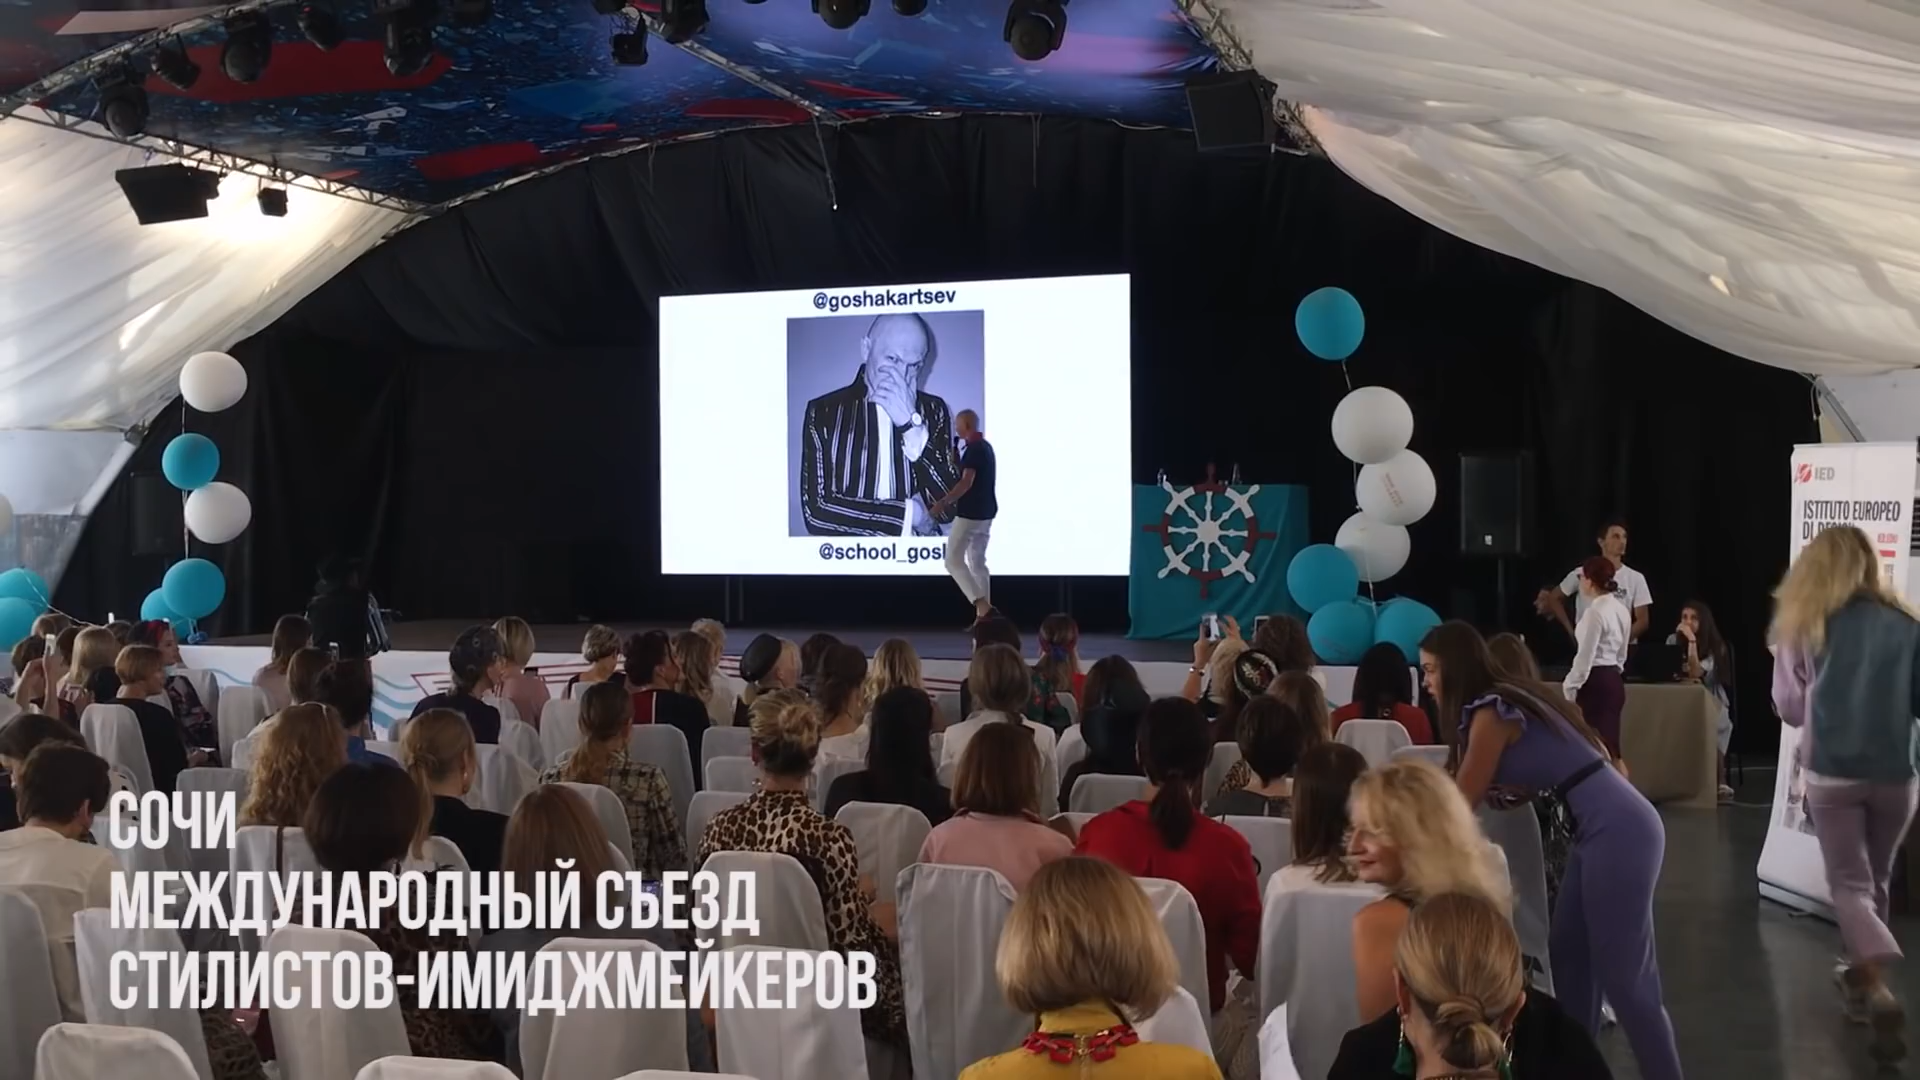 @goshakartsev
@school_gosh
IED
ISTITUTO EUROPEO
СОЧИ
МЕЖДУНАРОДНЫЙ СЪЕЗД
СТИЛИСТОВ-ИМИДЖМЕЙКЕРОВ